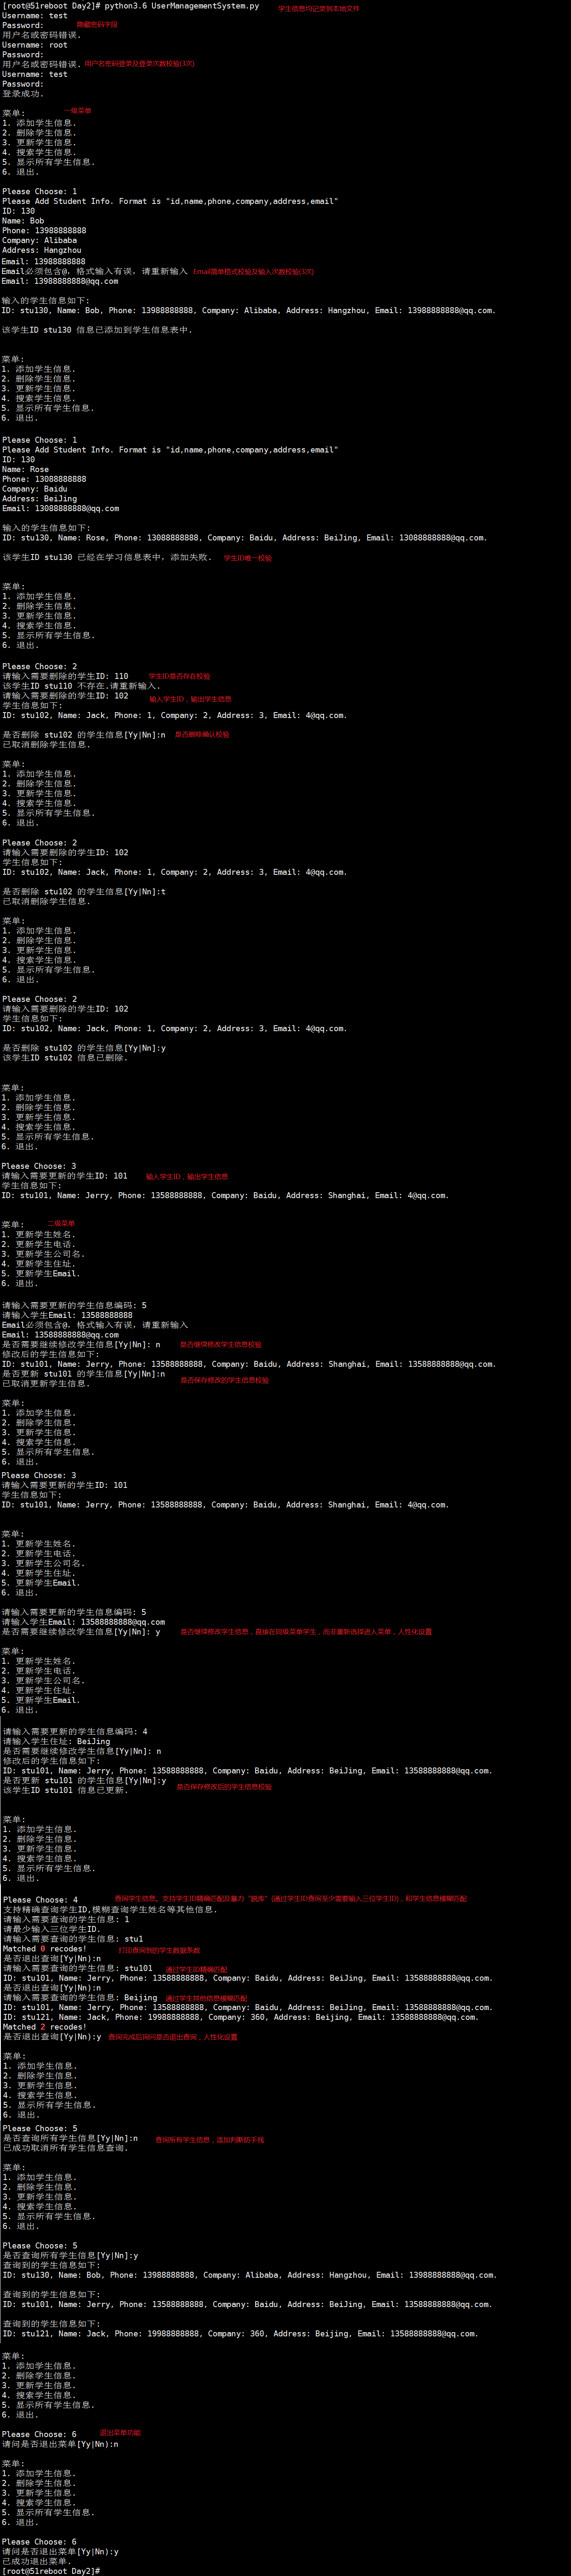 [root@51reboot Day2]# python3.6 UserManagementSystem.py 学生信息均记录到本地文件
Username: test
Password: 隐藏密码字段
用户名或密码错误.
Username: root
Password:
用户名或密码错误. 用户名密码登录及登录次数校验(3次)
Username: test
Password:
登录成功.
菜单: 一级菜单
1. 添加学生信息.
2. 删除学生信息.
3. 更新学生信息.
4. 搜索学生信息.
5. 显示所有学生信息.
6. 退出.
Please Choose: 1
Please Add Student Info. Format is "id,name,phone,company,address,email"
ID: 130
Name: Bob
Phone: 13988888888
Company: Alibaba
Address: Hangzhou
Email: 13988888888
Email必须包含@, 格式输入有误, 请重新输入 Email简单格式校验及输入次数校验(3次)
Email: 13988888888@qq.com
输入的学生信息如下:
ID: stu130, Name: Bob, Phone: 13988888888, Company: Alibaba, Address: Hangzhou, Email: 13988888888@qq.com.
该学生ID stu130 信息已添加到学生信息表中.
菜单:
1. 添加学生信息.
2. 删除学生信息.
3. 更新学生信息.
4. 搜索学生信息.
5. 显示所有学生信息.
6. 退出.
Please Choose: 1
Please Add Student Info. Format is "id,name,phone,company,address,email"
ID: 130
Name: Rose
Phone: 13088888888
Company: Baidu
Address: BeiJing
Email: 13088888888@qq.com
输入的学生信息如下:
ID: stu130, Name: Rose, Phone: 13088888888, Company: Baidu, Address: BeiJing, Email: 13088888888@qq.com.
该学生ID stu130 已经在学习信息表中, 添加失败. 学生ID唯一校验
菜单:
1. 添加学生信息.
2. 删除学生信息.
3. 更新学生信息.
4. 搜索学生信息.
5. 显示所有学生信息.
6. 退出.
Please Choose: 2
请输入需要删除的学生ID: 110 学生ID是否存在校验
该学生ID stu110 不存在.请重新输入.
请输入需要删除的学生ID: 102 输入学生ID，输出学生信息
学生信息如下:
ID: stu102, Name: Jack, Phone: 1, Company: 2, Address: 3, Email: 4@qq.com.
是否删除 stu102 的学生信息[Yy|Nn]:n 是否删除确认校验
已取消删除学生信息.
菜单:
1. 添加学生信息.
2. 删除学生信息.
3. 更新学生信息.
4. 搜索学生信息.
5. 显示所有学生信息.
6. 退出.
Please Choose: 2
请输入需要删除的学生ID: 102
学生信息如下:
ID: stu102, Name: Jack, Phone: 1, Company: 2, Address: 3, Email: 4@qq.com.
是否删除 stu102 的学生信息[Yy|Nn]:t
已取消删除学生信息.
菜单:
1. 添加学生信息.
2. 删除学生信息.
3. 更新学生信息.
4. 搜索学生信息.
5. 显示所有学生信息.
6. 退出.
Please Choose: 2
请输入需要删除的学生ID: 102
学生信息如下:
ID: stu102, Name: Jack, Phone: 1, Company: 2, Address: 3, Email: 4@qq.com.
是否删除 stu102 的学生信息[Yy|Nn]:y
该学生ID stu102 信息已删除.
菜单:
1. 添加学生信息.
2. 删除学生信息.
3. 更新学生信息.
4. 搜索学生信息.
5. 显示所有学生信息.
6. 退出.
Please Choose: 3
请输入需要更新的学生ID: 101 输入学生ID，输出学生信息
学生信息如下:
ID: stu101, Name: Jerry, Phone: 13588888888, Company: Baidu, Address: Shanghai, Email: 4@qq.com.
菜单: 二级菜单
1. 更新学生姓名.
2. 更新学生电话.
3. 更新学生公司名.
4. 更新学生住址.
5. 更新学生Email.
6. 退出.
请输入需要更新的学生信息编码: 5
请输入学生Email: 13588888888
Email必须包含@, 格式输入有误, 请重新输入
Email: 13588888888@qq.com
是否需要继续修改学生信息[Yy|Nn]: n 是否继续修改学生信息校验
修改后的学生信息如下:
ID: stu101, Name: Jerry, Phone: 13588888888, Company: Baidu, Address: Shanghai, Email: 13588888888@qq.com.
是否更新 stu101 的学生信息[Yy|Nn]:n 是否保存修改的学生信息校验
已取消更新学生信息.
菜单:
1. 添加学生信息.
2. 删除学生信息.
3. 更新学生信息.
4. 搜索学生信息.
5. 显示所有学生信息.
6. 退出.
Please Choose: 3
请输入需要更新的学生ID: 101
学生信息如下:
ID: stu101, Name: Jerry, Phone: 13588888888, Company: Baidu, Address: Shanghai, Email: 4@qq.com.
菜单:
1. 更新学生姓名.
2. 更新学生电话.
3. 更新学生公司名.
4. 更新学生住址.
5. 更新学生Email.
6. 退出.
请输入需要更新的学生信息编码: 5
请输入学生Email: 13588888888@qq.com
是否需要继续修改学生信息[Yy|Nn]: y 是否继续修改学生信息，直接在同级菜单学生，而非重新选择进入菜单，人性化设置
菜单:
1. 更新学生姓名.
2. 更新学生电话.
3. 更新学生公司名.
4. 更新学生住址.
5. 更新学生Email.
6. 退出.
请输入需要更新的学生信息编码: 4
请输入学生住址: BeiJing
是否需要继续修改学生信息[Yy|Nn]: n
修改后的学生信息如下:
ID: stu101, Name: Jerry, Phone: 13588888888, Company: Baidu, Address: BeiJing, Email: 13588888888@qq.com.
是否更新 stu101 的学生信息[Yy|Nn]:y 是否保存修改后的学生信息校验
该学生ID stu101 信息已更新.
菜单:
1. 添加学生信息.
2. 删除学生信息.
3. 更新学生信息.
4. 搜索学生信息.
5. 显示所有学生信息.
6. 退出.
Please Choose: 4 查询学生信息，支持学生ID精确匹配及暴力“脱库”(通过学生ID查询至少需要输入三位学生ID)，和学生信息模糊匹配
支持精确查询学生ID,模糊查询学生姓名等其他信息.
请输入需要查询的学生信息: 1
请最少输入三位学生ID.
请输入需要查询的学生信息: stu1
Matched 0 recodes! 打印查询到的学生数据条数
是否退出查询[Yy|Nn):n
请输入需要查询的学生信息: stu101 通过学生ID精确匹配
ID: stu101, Name: Jerry, Phone: 13588888888, Company: Baidu, Address: BeiJing, Email: 13588888888@qq.com.
是否退出查询[Yy|Nn):n
请输入需要查询的学生信息: Beijing 通过学生其他信息模糊匹配
ID: stu101, Name: Jerry, Phone: 13588888888, Company: Baidu, Address: BeiJing, Email: 13588888888@qq.com.
ID: stu121, Name: Jack, Phone: 19988888888, Company: 360, Address: Beijing, Email: 13588888888@qq.com.
Matched 2 recodes!
是否退出查询[Yy|Nn):y 查询完成后询问是否退出查询，人性化设置
菜单:
1. 添加学生信息.
2. 删除学生信息.
3. 更新学生信息.
4. 搜索学生信息.
5. 显示所有学生信息.
6. 退出.
Please Choose: 5
是否查询所有学生信息[Yy|Nn]:n 查询所有学生信息，添加判断防手残
已成功取消所有学生信息查询.
菜单:
1. 添加学生信息.
2. 删除学生信息.
3. 更新学生信息.
4. 搜索学生信息.
5. 显示所有学生信息.
6. 退出.
Please Choose: 5
是否查询所有学生信息[Yy|Nn]:y
查询到的学生信息如下:
ID: stu130, Name: Bob, Phone: 13988888888, Company: Alibaba, Address: Hangzhou, Email: 13988888888@qq.com.
查询到的学生信息如下:
ID: stu101, Name: Jerry, Phone: 13588888888, Company: Baidu, Address: BeiJing, Email: 13588888888@qq.com.
查询到的学生信息如下:
ID: stu121, Name: Jack, Phone: 19988888888, Company: 360, Address: Beijing, Email: 13588888888@qq.com.
菜单:
1. 添加学生信息.
2. 删除学生信息.
3. 更新学生信息.
4. 搜索学生信息.
5. 显示所有学生信息.
6. 退出.
Please Choose: 6 退出菜单功能
请问是否退出菜单[Yy|Nn):n
菜单:
1. 添加学生信息.
2. 删除学生信息.
3. 更新学生信息.
4. 搜索学生信息.
5. 显示所有学生信息.
6. 退出.
Please Choose: 6
请问是否退出菜单[Yy|Nn):y
已成功退出菜单.
[root@51reboot Day2]#